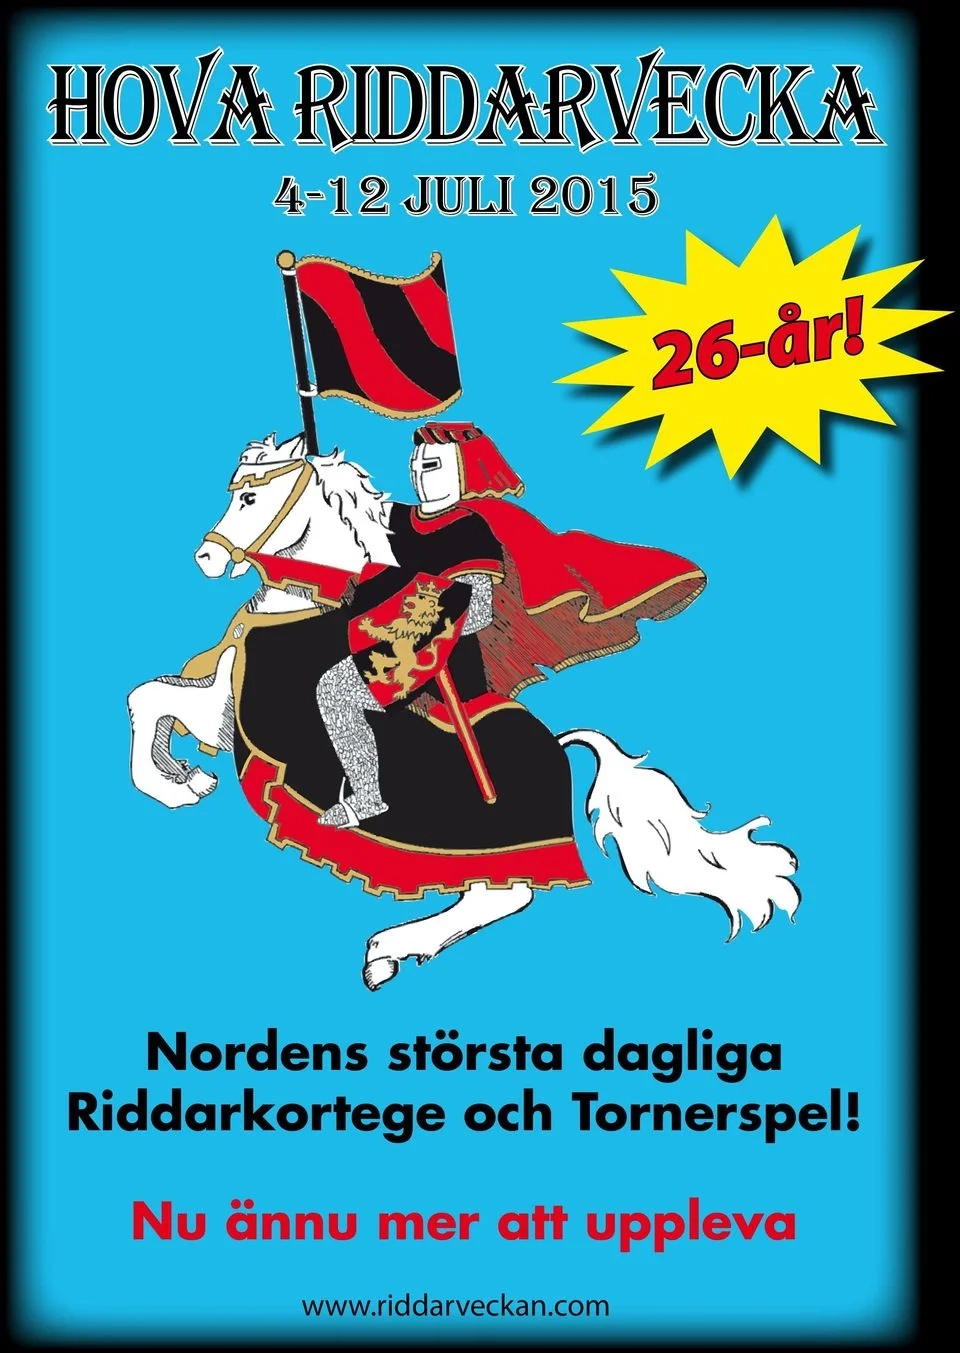 HOVA RIDDARVECKA
4-12 JULI 2015
26-år!
Nordens största dagliga
Riddarkortege och Tornerspel!
Nu ännu mer att uppleva
www.riddarveckan.com